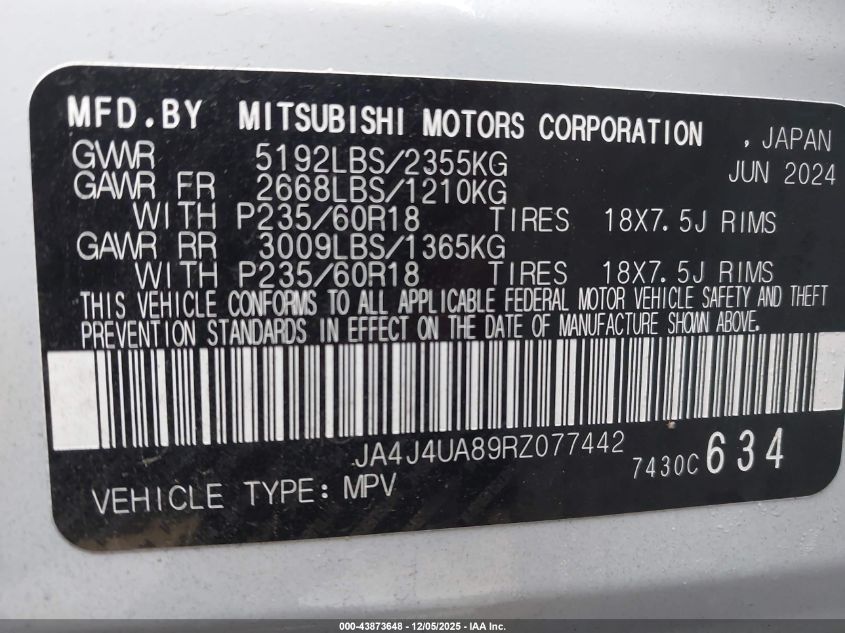 MFD.BY MITSUBISHI MOTORS CORPORATION , JAPAN
GVWR 5192LBS/2355KG JUN 2024
GAWR FR 2668LBS/1210KG
WITH P235/60R18 TIRES 18X7.5J RIMS
GAWR RR 3009LBS/1365KG
WITH P235/60R18 TIRES 18X7.5J RIMS
THIS VEHICLE CONFORMS TO ALL APPLICABLE FEDERAL MOTOR VEHICLE SAFETY AND THEFT
PREVENTION STANDARDS IN EFFECT ON THE DATE OF MANUFACTURE SHOWN ABOVE.
JA4J4UA89RZ077442
7430C 634
VEHICLE TYPE: MPV
000-43873648 - 12/05/2025 - IAA Holdings, LLC.